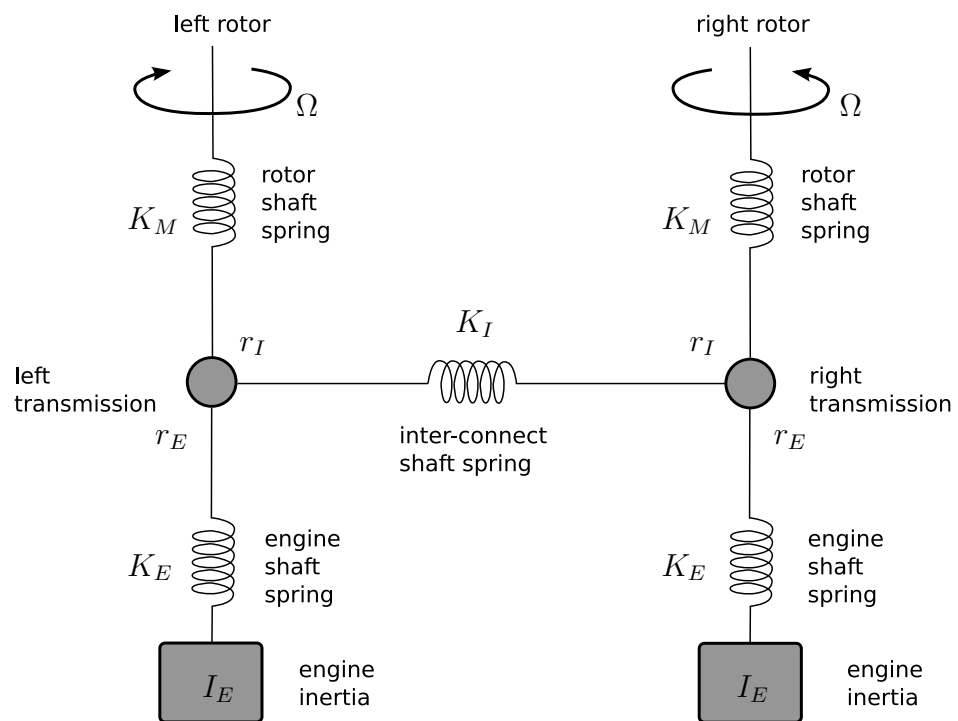 left rotor
right rotor
Ω
Ω
rotor
shaft
spring
K_M
rotor
shaft
spring
K_M
K_I
r_I
r_I
left
transmission
right
transmission
inter-connect
shaft spring
r_E
r_E
engine
shaft
spring
K_E
engine
shaft
spring
K_E
I_E
engine
inertia
I_E
engine
inertia